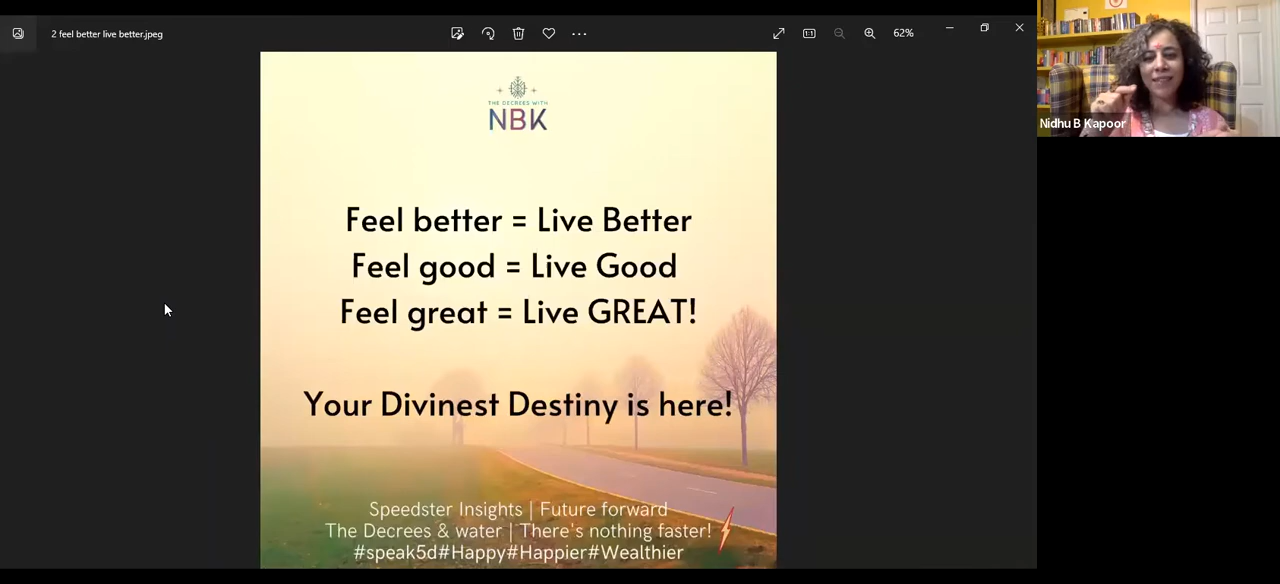 2 feel better live better.jpeg
62%
Nidhu B Kapoor
THE DECREES WITH
NBK
Feel better = Live Better
Feel good = Live Good
Feel great = Live GREAT!
Your Divinest Destiny is here!
Speedster Insights | Future forward
The Decrees & water | There's nothing faster!
#speak5d#Happy#Happier#Wealthier